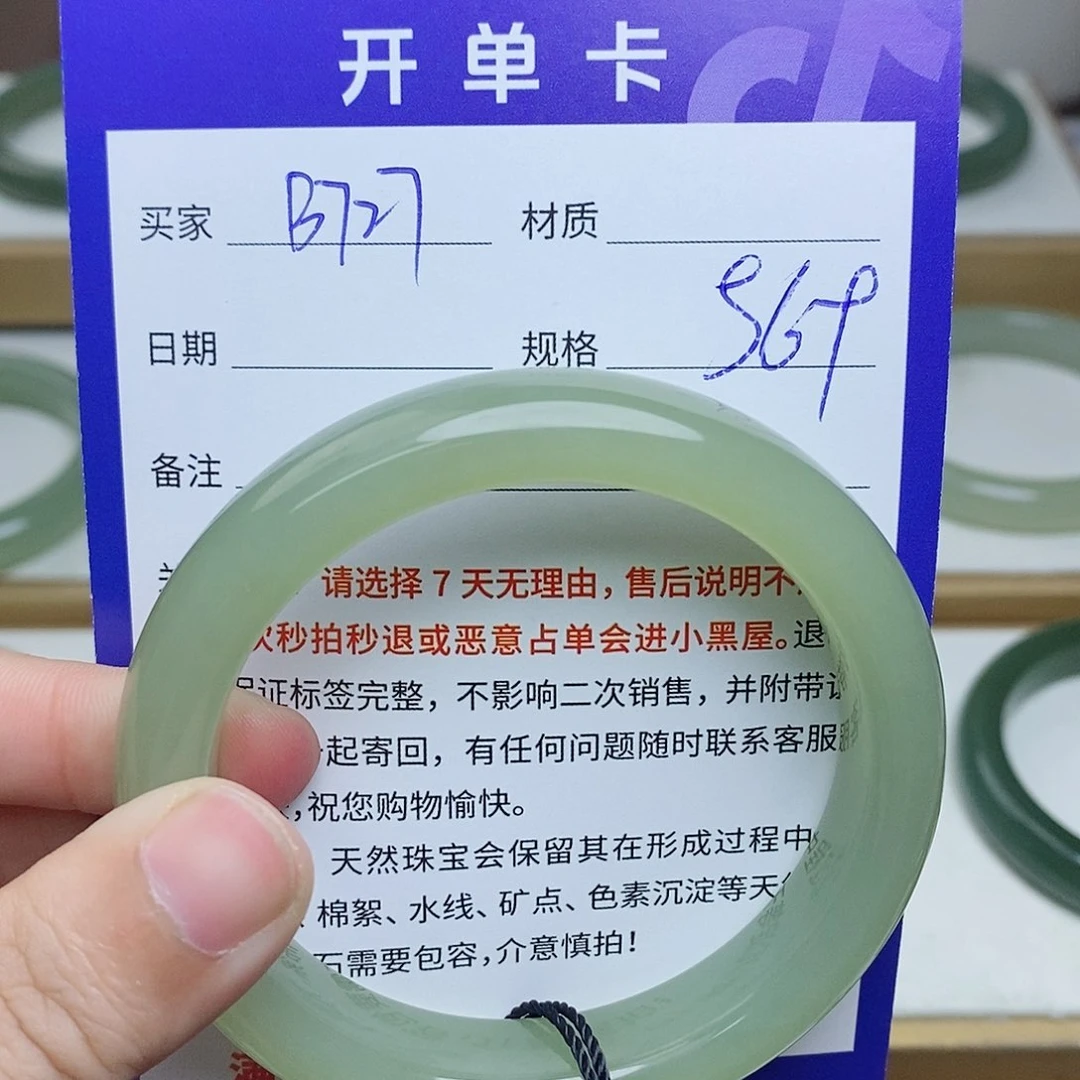 开单卡
买家 B727 材质
日期 规格
备注
请选择 7 天无理由，售后说明不
秒拍秒退或恶意占单会进小黑屋。退
保证标签完整，不影响二次销售，并附带
一起寄回，有任何问题随时联系客服
，祝您购物愉快。
天然珠宝会保留其在形成过程中
、棉絮、水线、矿点、色素沉淀等天
石需要包容，介意慎拍！